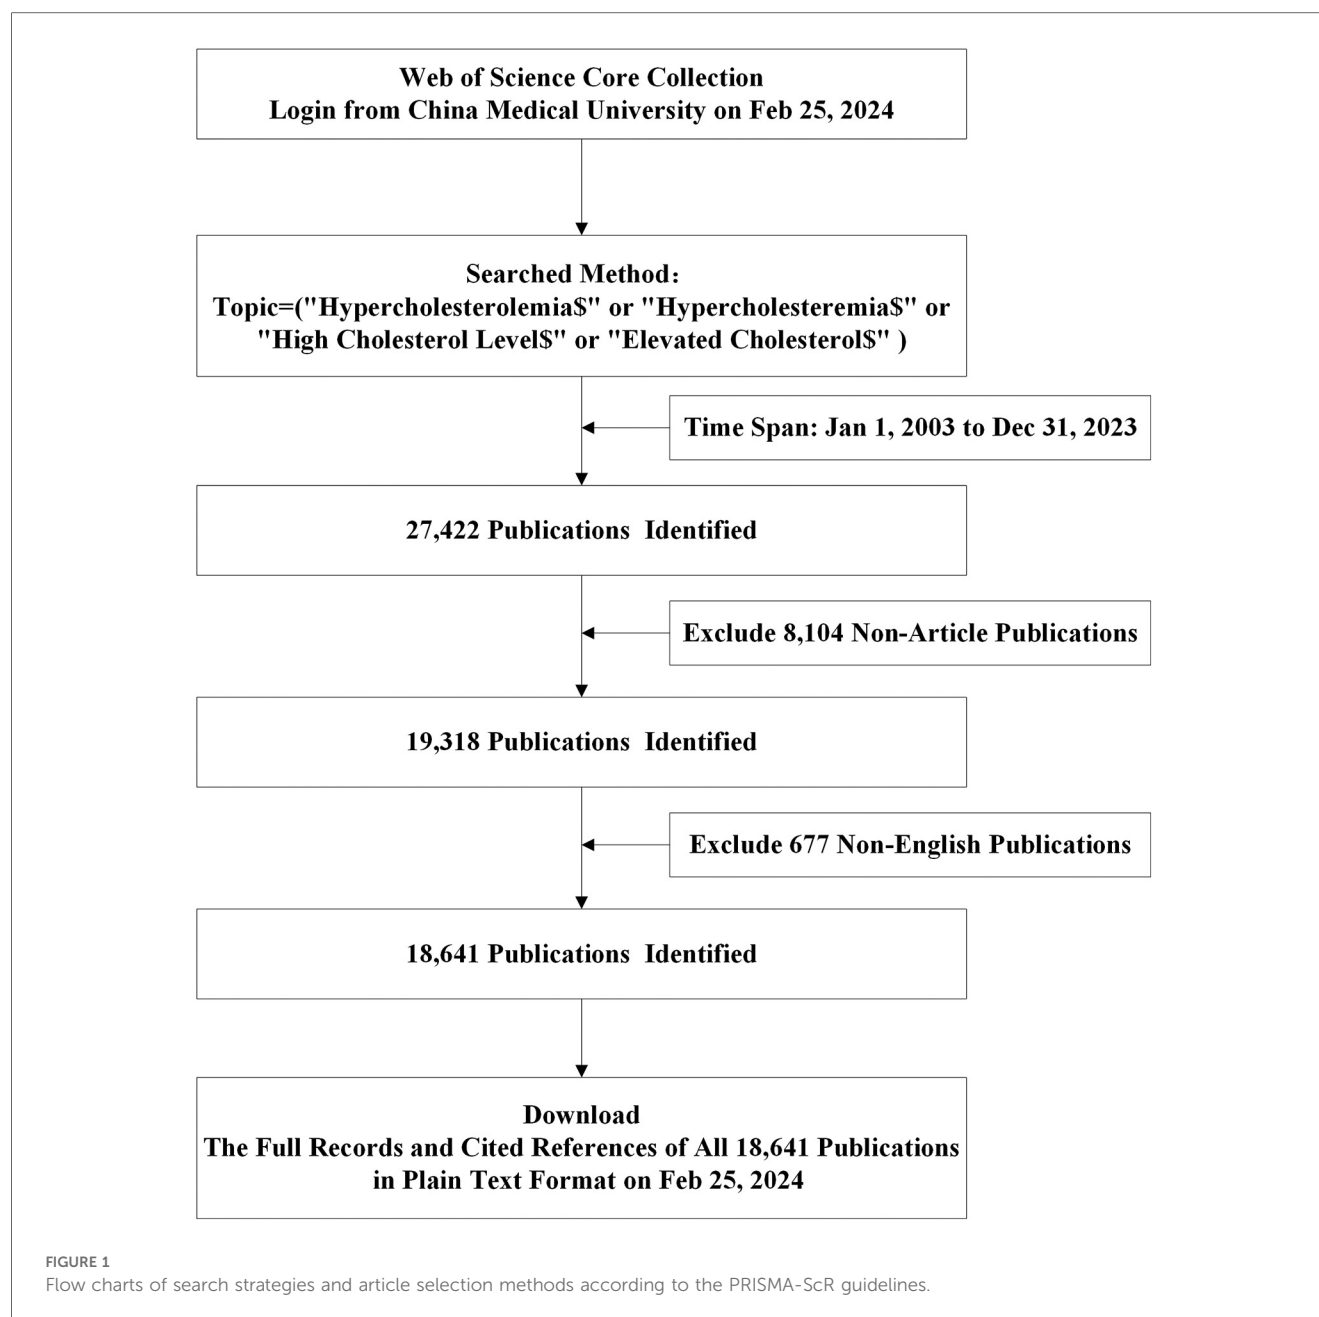 Web of Science Core Collection
Login from China Medical University on Feb 25, 2024
Searched Method：
Topic=("Hypercholesterolemia$" or "Hypercholesteremia$" or
"High Cholesterol Level$" or "Elevated Cholesterol$" )
Time Span: Jan 1, 2003 to Dec 31, 2023
27,422 Publications  Identified
Exclude 8,104 Non-Article Publications
19,318 Publications  Identified
Exclude 677 Non-English Publications
18,641 Publications  Identified
Download
The Full Records and Cited References of All 18,641 Publications
in Plain Text Format on Feb 25, 2024
FIGURE 1
Flow charts of search strategies and article selection methods according to the PRISMA-ScR guidelines.